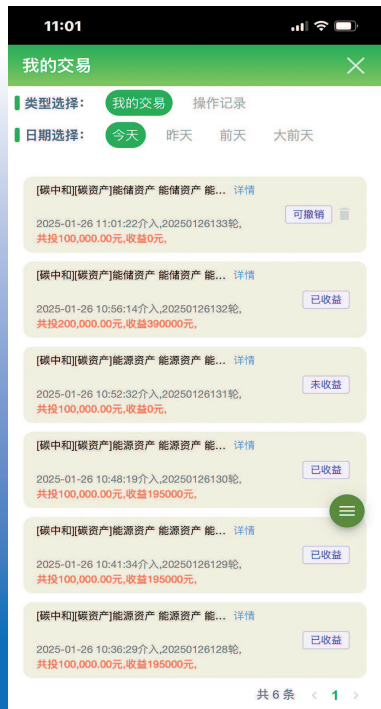 11:01
我的交易
类型选择： 我的交易 操作记录
日期选择： 今天 昨天 前天 大前天
[碳中和][碳资产]能储资产 能储资产 能... 详情
可撤销
2025-01-26 11:01:22介入,20250126133轮,
共投100,000.00元,收益0元,
[碳中和][碳资产]能储资产 能储资产 能... 详情
已收益
2025-01-26 10:56:14介入,20250126132轮,
共投200,000.00元,收益390000元,
[碳中和][碳资产]能源资产 能源资产 能... 详情
未收益
2025-01-26 10:52:32介入,20250126131轮,
共投100,000.00元,收益0元,
[碳中和][碳资产]能源资产 能源资产 能... 详情
已收益
2025-01-26 10:48:19介入,20250126130轮,
共投100,000.00元,收益195000元,
[碳中和][碳资产]能源资产 能源资产 能... 详情
已收益
2025-01-26 10:41:34介入,20250126129轮,
共投100,000.00元,收益195000元,
[碳中和][碳资产]能源资产 能源资产 能... 详情
已收益
2025-01-26 10:36:29介入,20250126128轮,
共投100,000.00元,收益195000元,
共 6 条 < 1 >